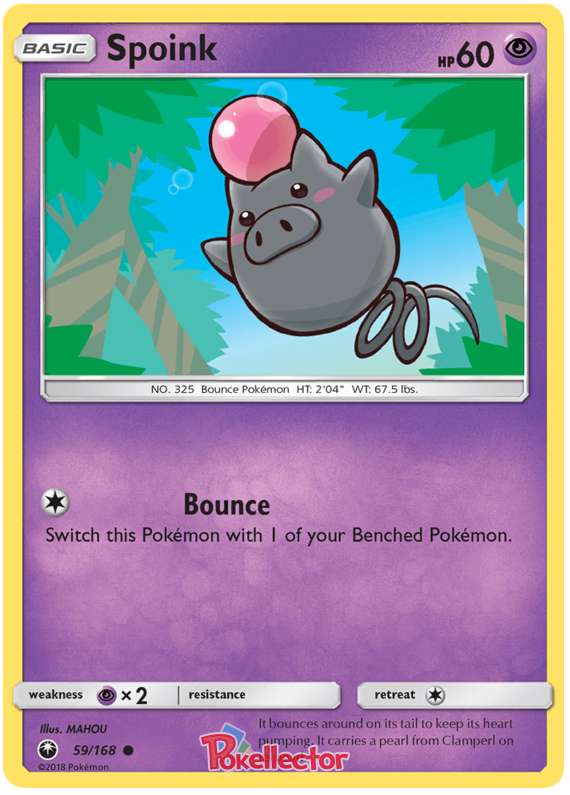 BASIC Spoink HP 60
NO. 325 Bounce Pokémon HT: 2'04" WT: 67.5 lbs.
Bounce
Switch this Pokémon with 1 of your Benched Pokémon.
weakness ×2 resistance retreat
Illus. MAHOU
59/168
©2018 Pokémon
It bounces around on its tail to keep its heart
pumping. It carries a pearl from Clamperl on
Pokellector